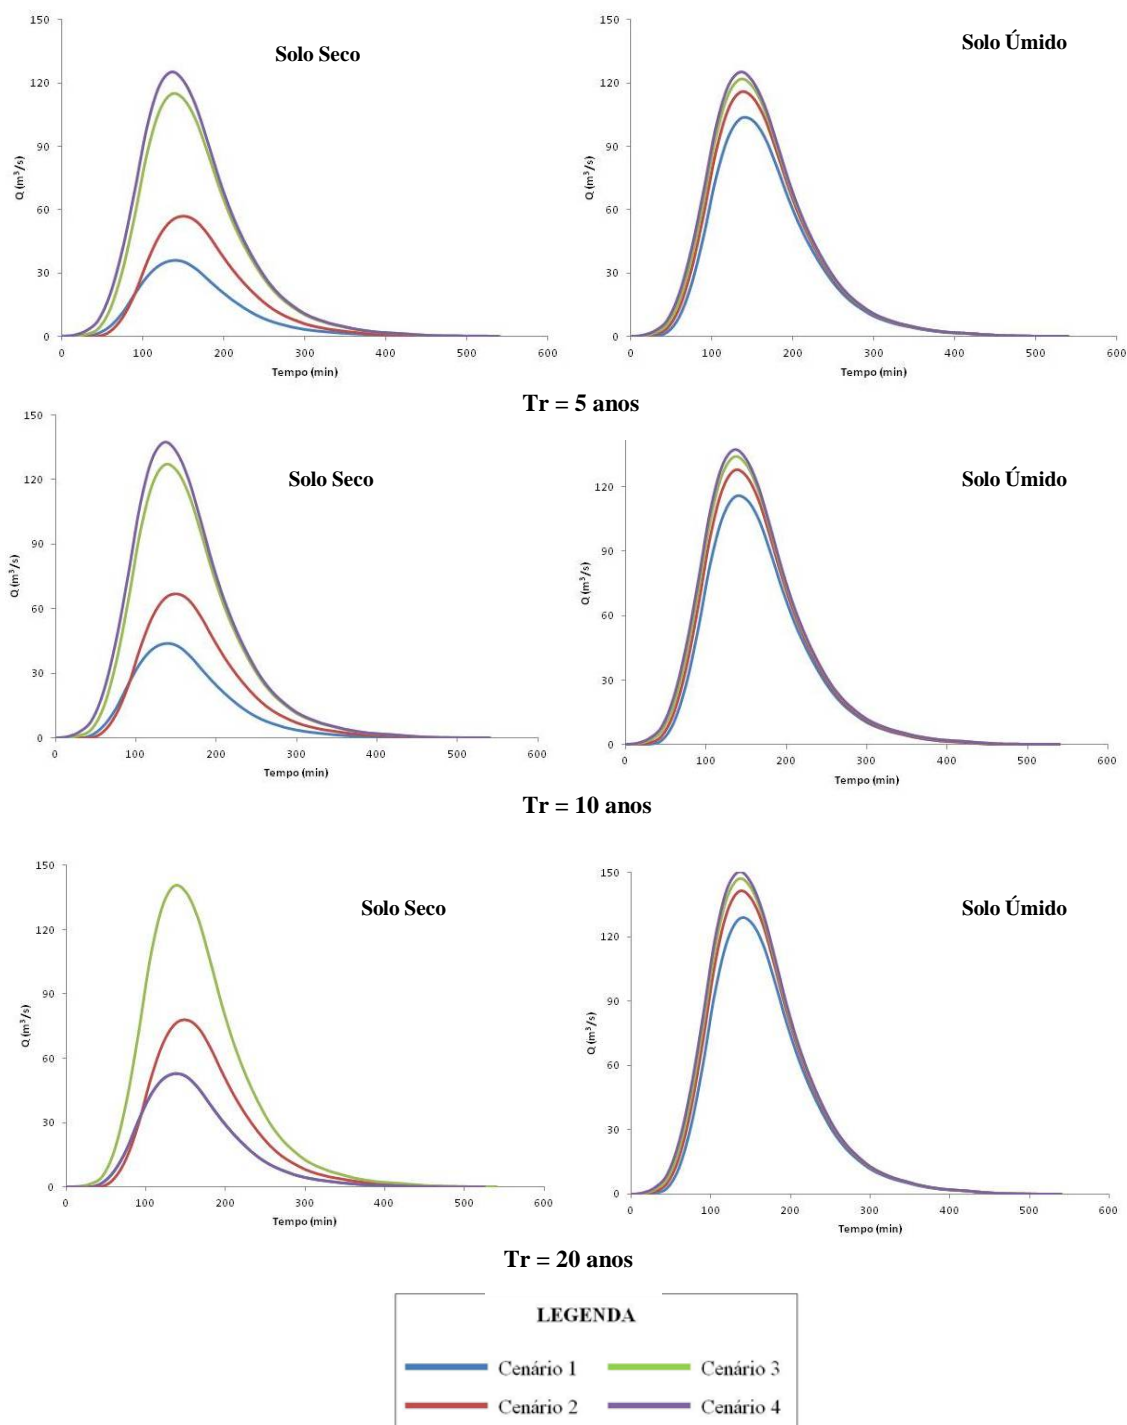 150
120
90
60
30
0
Q (m³/s)
Solo Seco
0 100 200 300 400 500 600
Tempo (min)
150
120
90
60
30
0
Q (m³/s)
Solo Úmido
0 100 200 300 400 500 600
Tempo (min)
Tr = 5 anos
150
120
90
60
30
0
Q (m³/s)
Solo Seco
0 100 200 300 400 500 600
Tempo (min)
120
90
60
30
0
Q (m³/s)
Solo Úmido
0 100 200 300 400 500 600
Tempo (min)
Tr = 10 anos
150
120
90
60
30
0
Q (m³/s)
Solo Seco
0 100 200 300 400 500 600
Tempo (min)
150
120
90
60
30
0
Q (m³/s)
Solo Úmido
0 100 200 300 400 500 600
Tempo (min)
Tr = 20 anos
LEGENDA
Cenário 1 Cenário 3
Cenário 2 Cenário 4